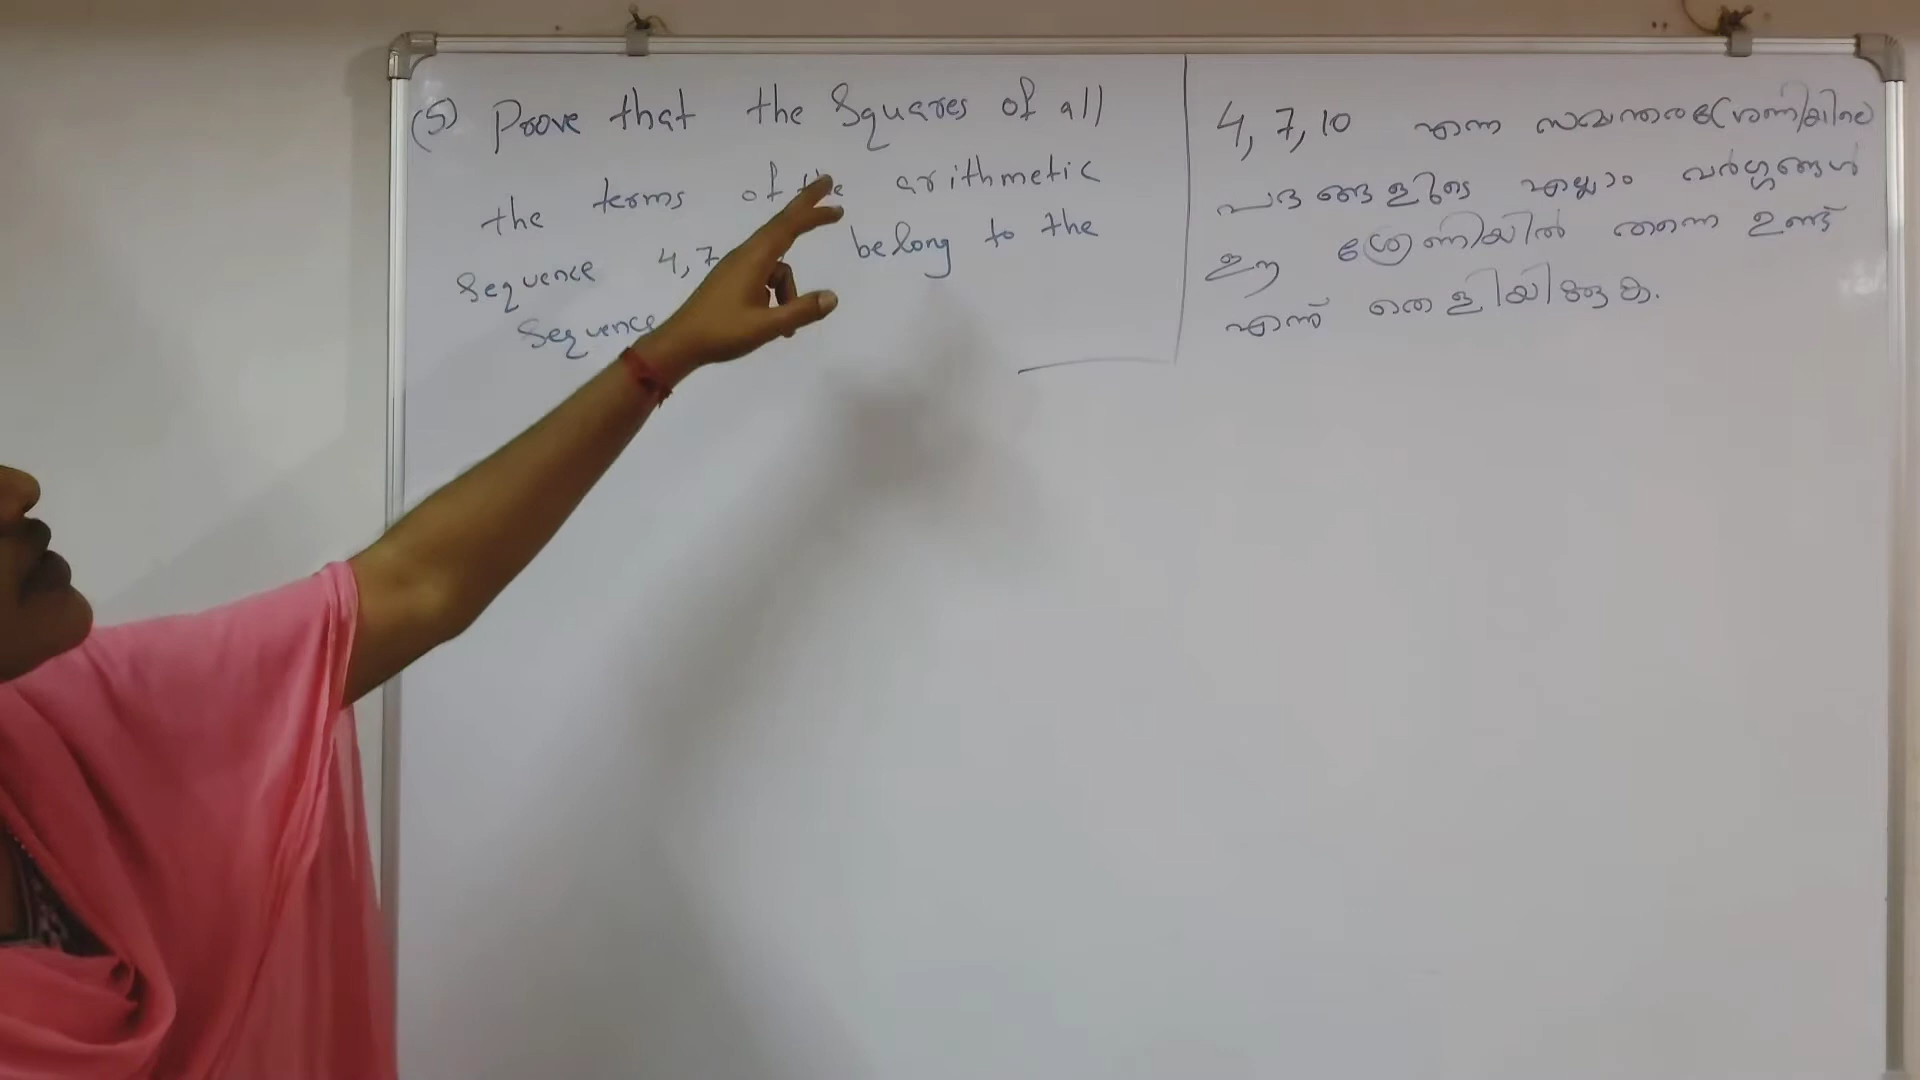 (5) Prove that the Squares of all
the terms of the arithmetic
Sequence 4, 7 belong to the
Sequence
4, 7, 10 എന്ന സമാന്തരശ്രേണിയിലെ
പദങ്ങളുടെ എല്ലാം വർഗ്ഗങ്ങൾ
ഈ ശ്രേണിയിൽ തന്നെ ഉണ്ട്
എന്ന് തെളിയിക്കുക.